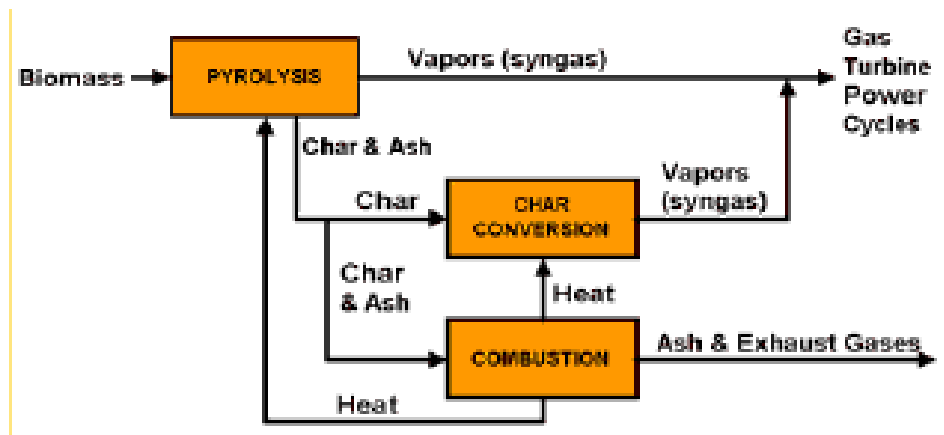 Biomass
PYROLYSIS
Vapors (syngas)
Gas
Turbine
Power
Cycles
Char & Ash
Char
CHAR
CONVERSION
Vapors
(syngas)
Char
& Ash
Heat
COMBUSTION
Ash & Exhaust Gases
Heat